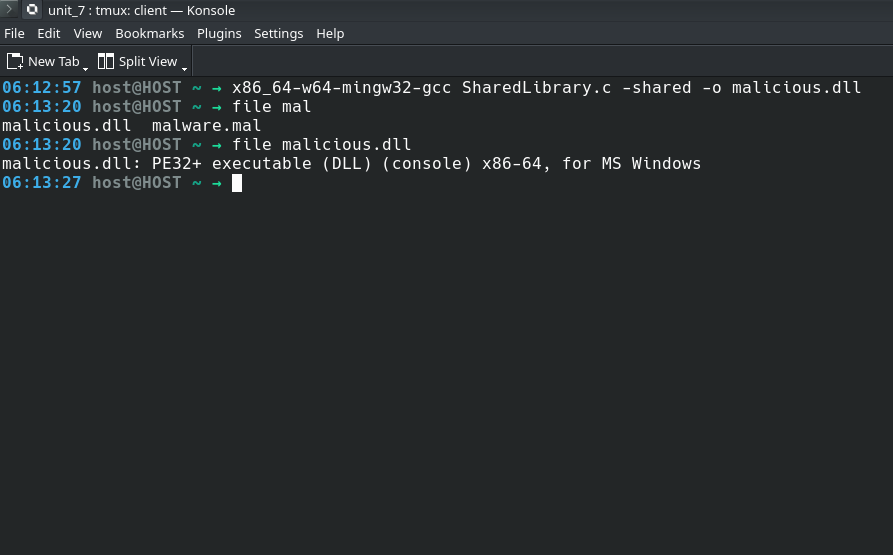 unit_7 : tmux: client — Konsole
File Edit View Bookmarks Plugins Settings Help
New Tab Split View
06:12:57 host@HOST ~ → x86_64-w64-mingw32-gcc SharedLibrary.c -shared -o malicious.dll
06:13:20 host@HOST ~ → file mal
malicious.dll  malware.mal
06:13:20 host@HOST ~ → file malicious.dll
malicious.dll: PE32+ executable (DLL) (console) x86-64, for MS Windows
06:13:27 host@HOST ~ →